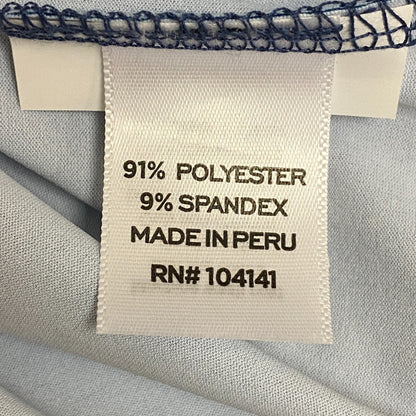 91% POLYESTER
9% SPANDEX
MADE IN PERU
RN# 104141